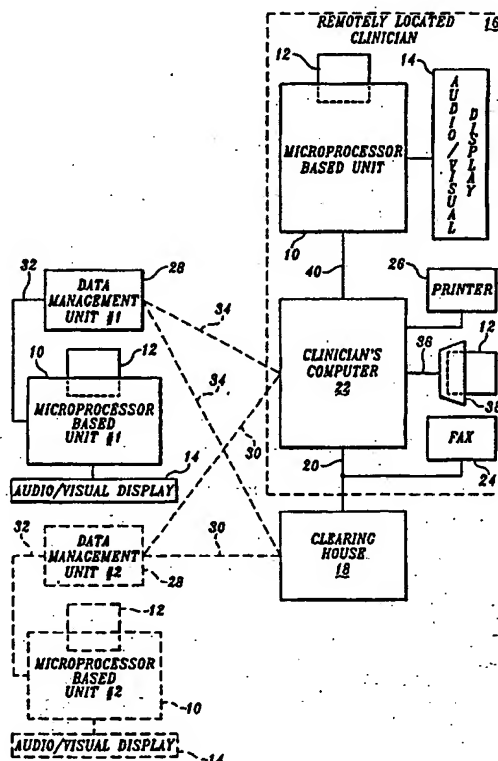 REMOTELY LOCATED
CLINICIAN
16
12
14
MICROPROCESSOR
BASED UNIT
AUDIO/VISUAL
DISPLAY
10
40
26
PRINTER
32
28
DATA
MANAGEMENT
UNIT #1
34
10
12
MICROPROCESSOR
BASED
UNIT #1
14
AUDIO/VISUAL DISPLAY
34
30
CLINICIAN'S
COMPUTER
22
36
12
38
FAX
24
20
32
DATA
MANAGEMENT
UNIT #2
28
30
CLEARING
HOUSE
18
12
MICROPROCESSOR
BASED
UNIT #2
10
AUDIO/VISUAL DISPLAY
14